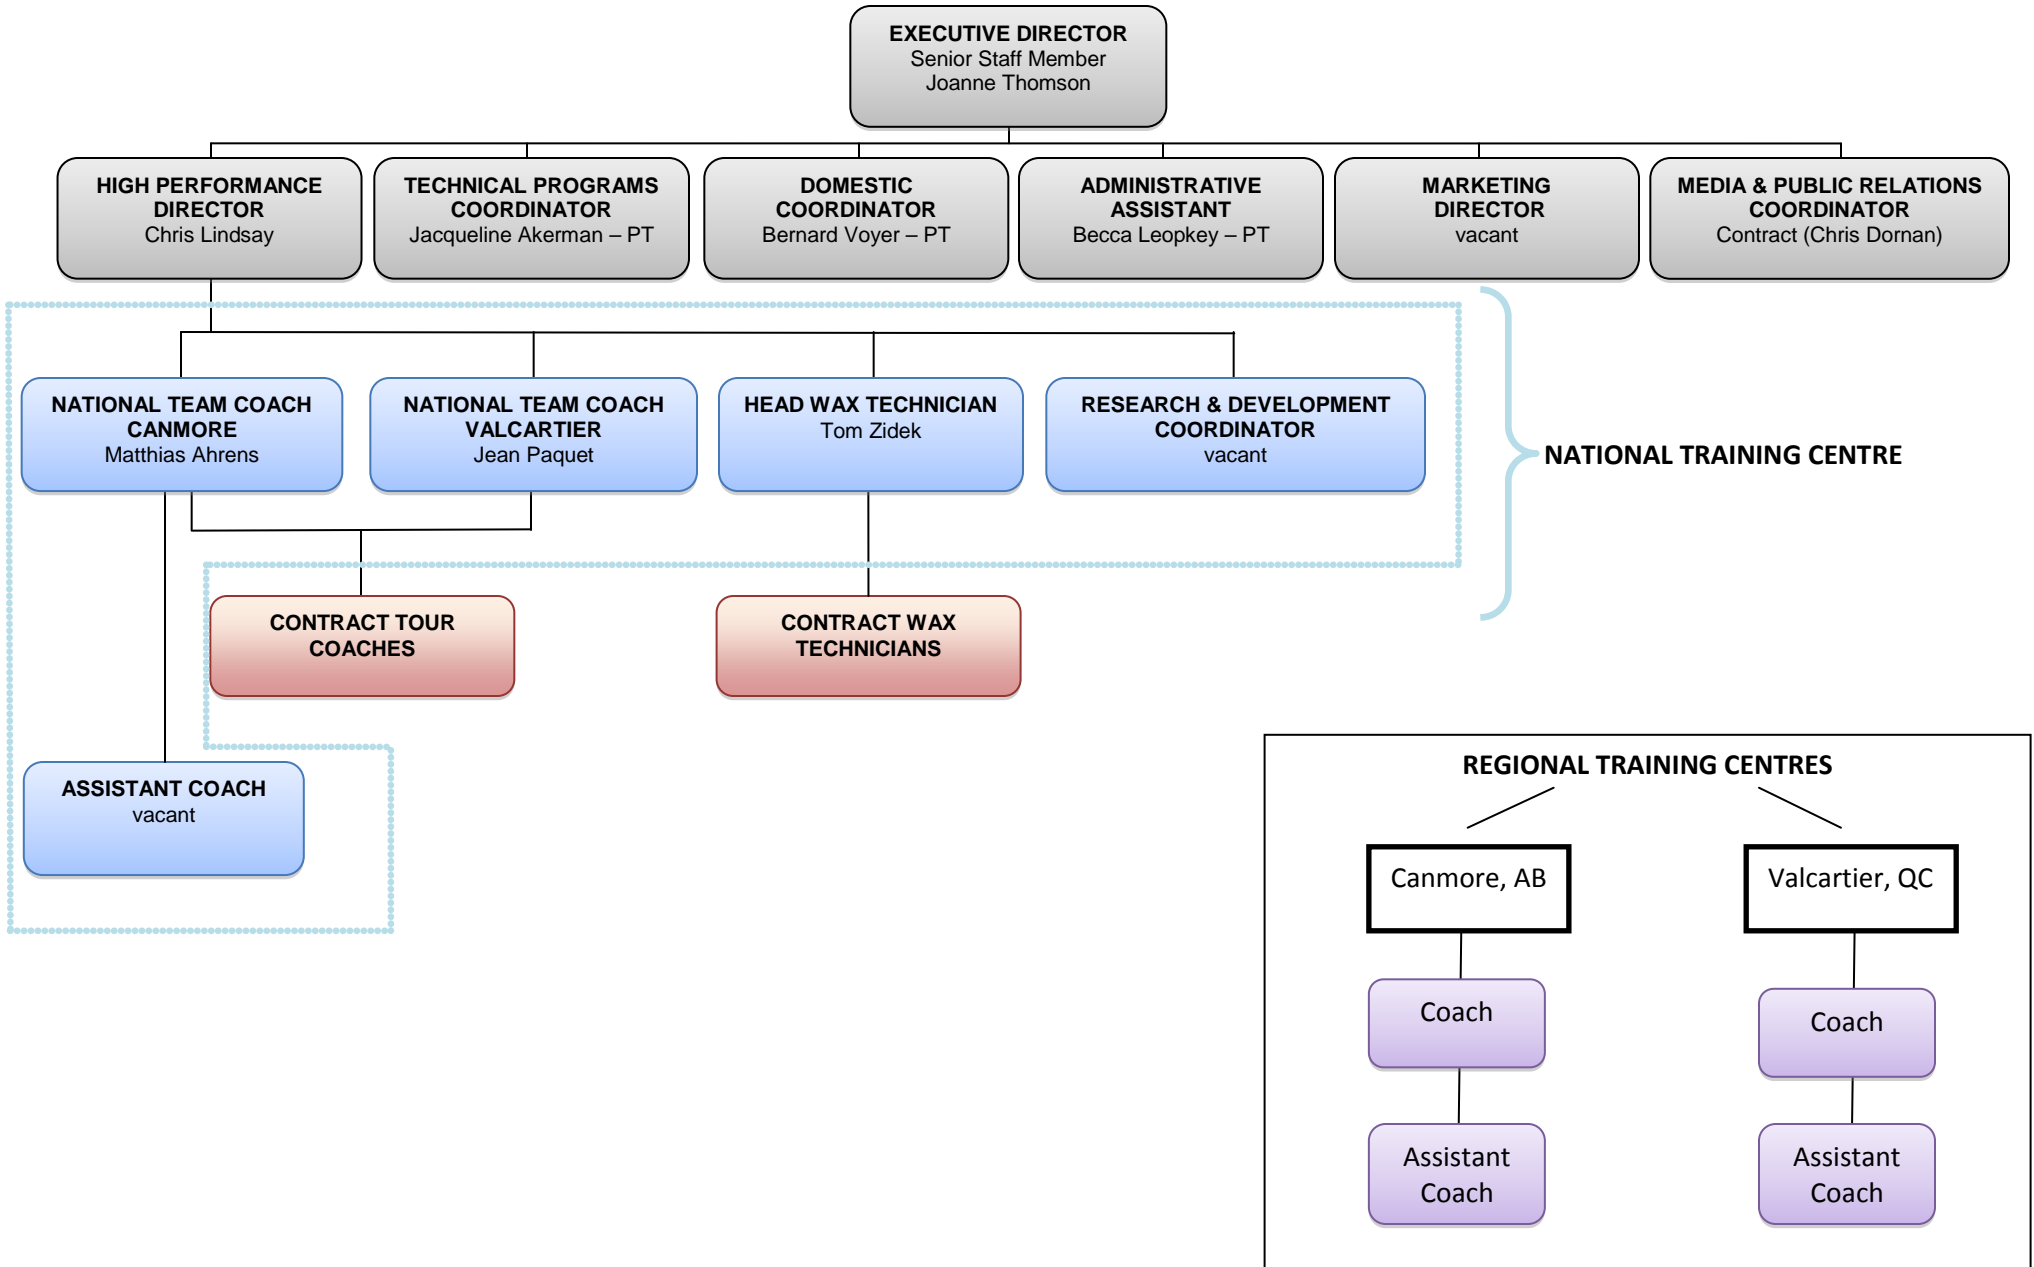 EXECUTIVE DIRECTOR
Senior Staff Member
Joanne Thomson
HIGH PERFORMANCE
DIRECTOR
Chris Lindsay
TECHNICAL PROGRAMS
COORDINATOR
Jacqueline Akerman – PT
DOMESTIC
COORDINATOR
Bernard Voyer – PT
ADMINISTRATIVE
ASSISTANT
Becca Leopkey – PT
MARKETING
DIRECTOR
vacant
MEDIA & PUBLIC RELATIONS
COORDINATOR
Contract (Chris Dornan)
NATIONAL TEAM COACH
CANMORE
Matthias Ahrens
NATIONAL TEAM COACH
VALCARTIER
Jean Paquet
HEAD WAX TECHNICIAN
Tom Zidek
RESEARCH & DEVELOPMENT
COORDINATOR
vacant
NATIONAL TRAINING CENTRE
CONTRACT TOUR
COACHES
CONTRACT WAX
TECHNICIANS
ASSISTANT COACH
vacant
REGIONAL TRAINING CENTRES
Canmore, AB
Coach
Assistant
Coach
Valcartier, QC
Coach
Assistant
Coach